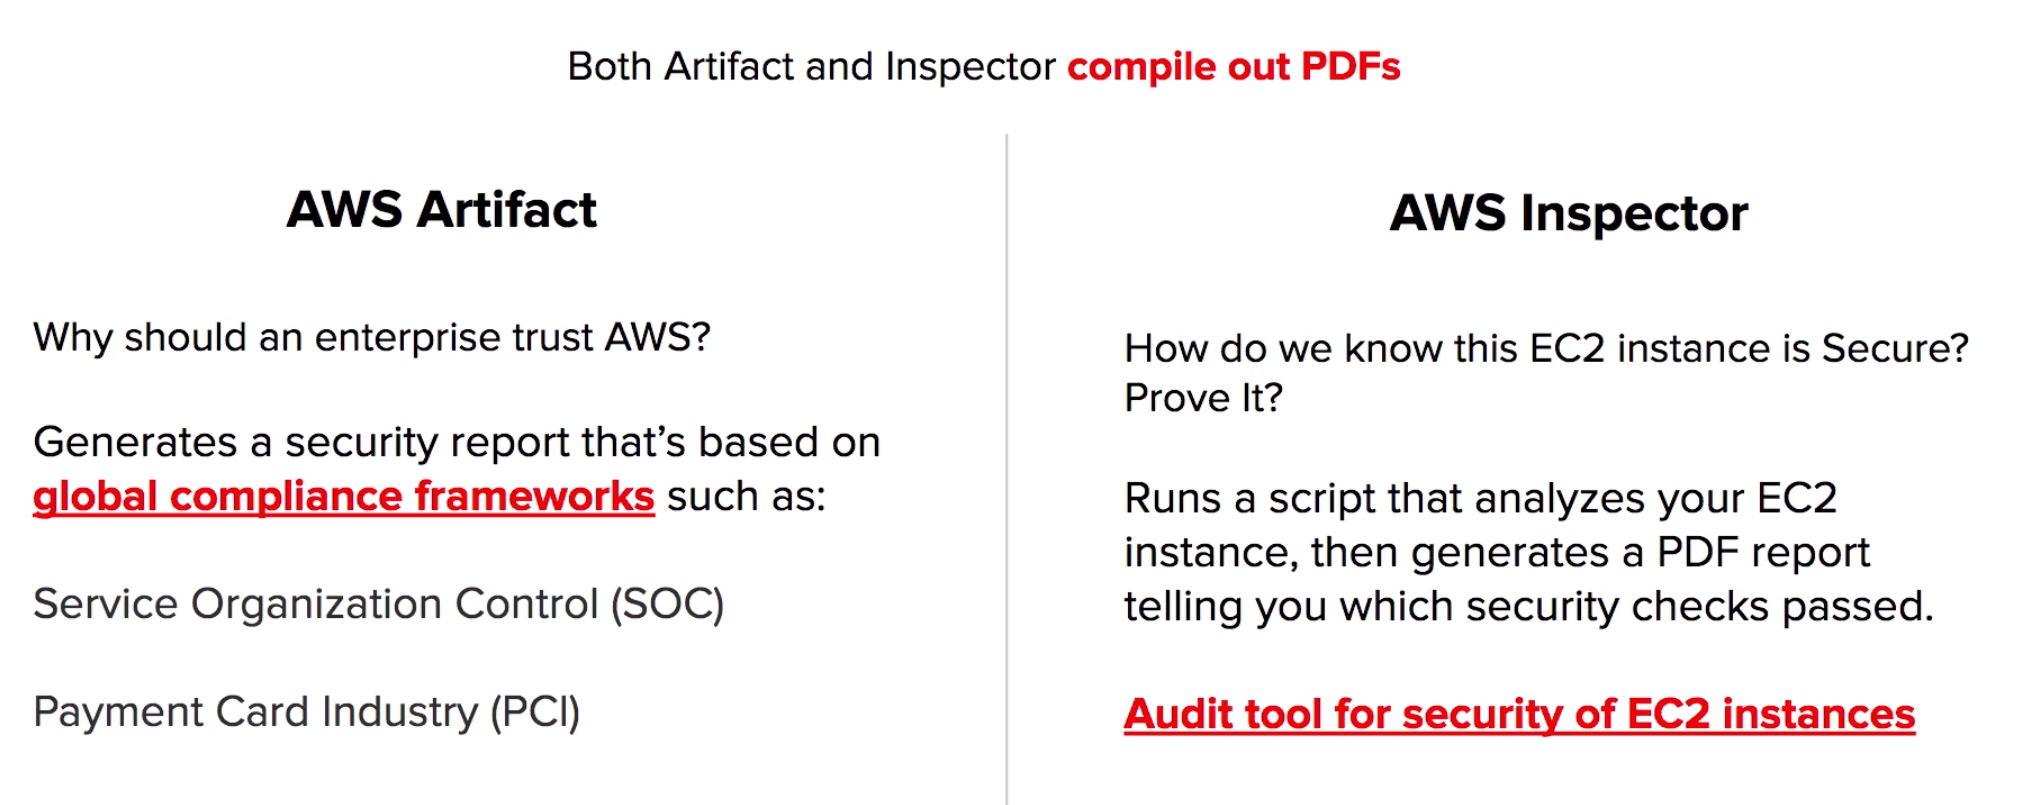 Both Artifact and Inspector compile out PDFs
AWS Artifact
Why should an enterprise trust AWS?
Generates a security report that’s based on
global compliance frameworks such as:
Service Organization Control (SOC)
Payment Card Industry (PCI)
AWS Inspector
How do we know this EC2 instance is Secure?
Prove It?
Runs a script that analyzes your EC2
instance, then generates a PDF report
telling you which security checks passed.
Audit tool for security of EC2 instances